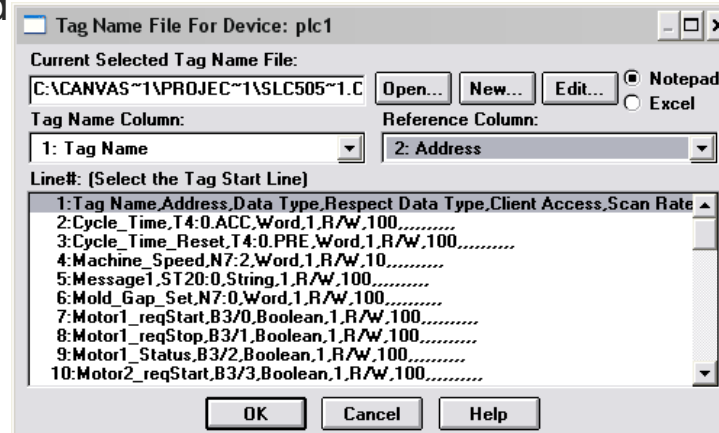 d
Tag Name File For Device: plc1
Current Selected Tag Name File:
C:\CANVAS~1\PROJEC~1\SLC505~1.C
Open... New... Edit... Notepad
Excel
Tag Name Column: Reference Column:
1: Tag Name 2: Address
Line#: (Select the Tag Start Line)
1:Tag Name,Address,Data Type,Respect Data Type,Client Access,Scan Rate
2:Cycle_Time,T4:0.ACC,Word,1,R/W,100,,,,,,,,,,
3:Cycle_Time_Reset,T4:0.PRE,Word,1,R/W,100,,,,,,,,,,
4:Machine_Speed,N7:2,Word,1,R/W,10,,,,,,,,,,
5:Message1,ST20:0,String,1,R/W,100,,,,,,,,,,
6:Mold_Gap_Set,N7:0,Word,1,R/W,100,,,,,,,,,,
7:Motor1_reqStart,B3/0,Boolean,1,R/W,100,,,,,,,,,,
8:Motor1_reqStop,B3/1,Boolean,1,R/W,100,,,,,,,,,,
9:Motor1_Status,B3/2,Boolean,1,R/W,100,,,,,,,,,,
10:Motor2_reqStart,B3/3,Boolean,1,R/W,100,,,,,,,,,,
OK Cancel Help